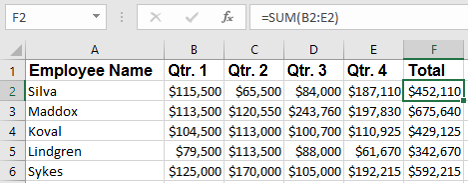 F2 fx =SUM(B2:E2)
A B C D E F
1 Employee Name Qtr. 1 Qtr. 2 Qtr. 3 Qtr. 4 Total
2 Silva $115,500 $65,500 $84,000 $187,110 $452,110
3 Maddox $113,500 $120,550 $243,760 $197,830 $675,640
4 Koval $104,500 $113,000 $100,700 $110,925 $429,125
5 Lindgren $79,500 $113,500 $88,000 $61,670 $342,670
6 Sykes $125,000 $170,000 $105,000 $192,215 $592,215